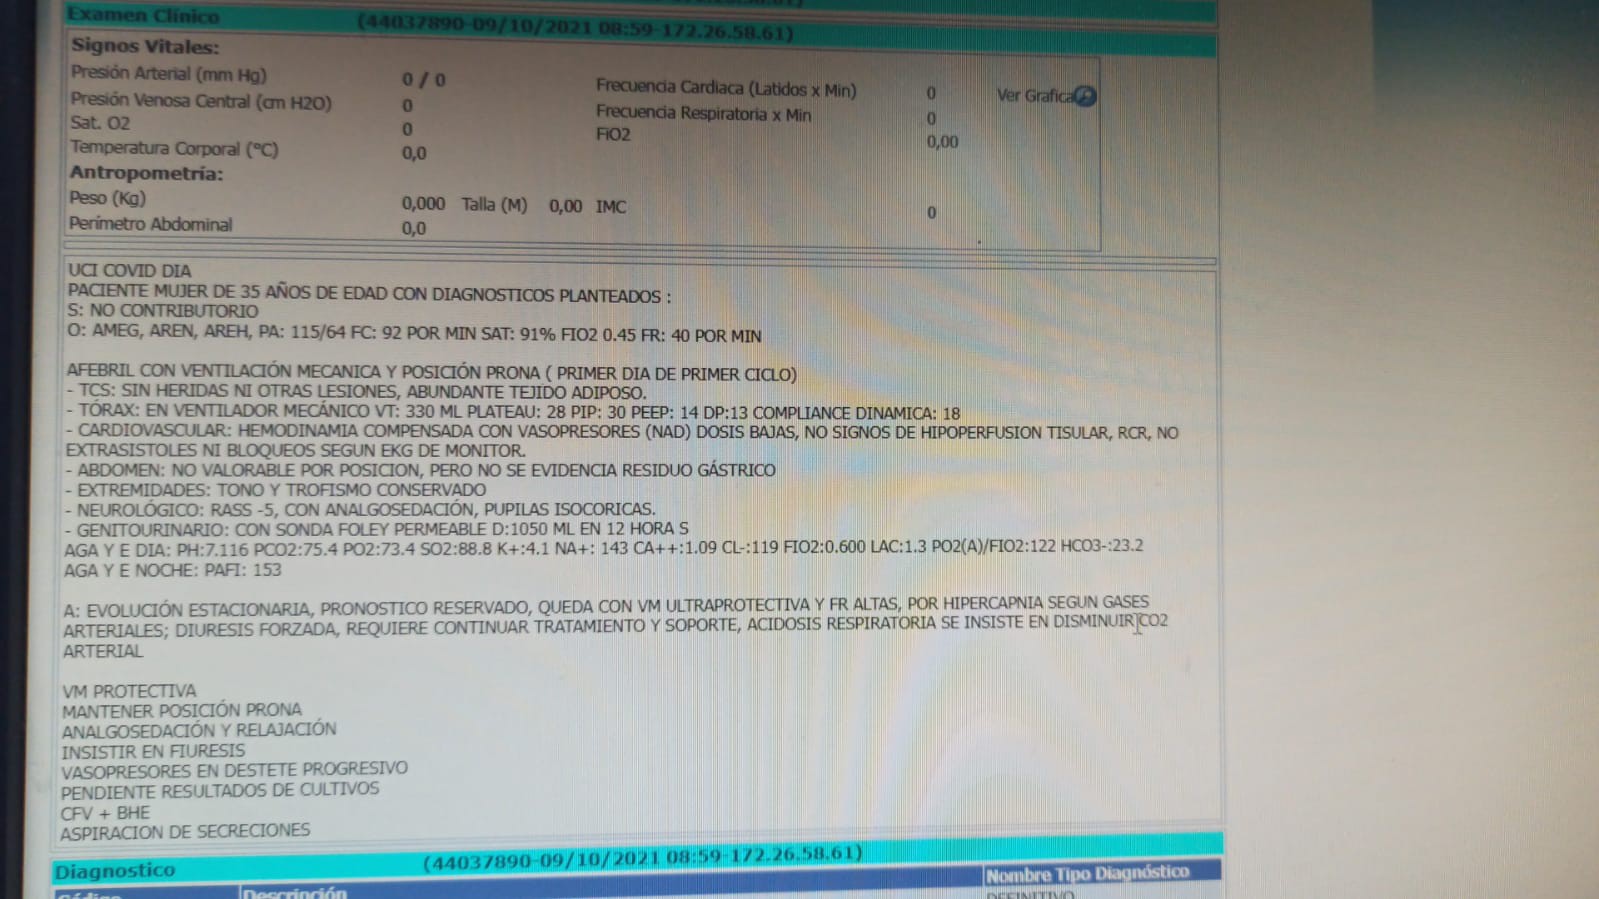 Examen Clínico (44037890-09/10/2021 08:59-172.26.58.61)
Signos Vitales:
Presión Arterial (mm Hg) 0 / 0 Frecuencia Cardiaca (Latidos x Min) 0 Ver Grafica
Presión Venosa Central (cm H2O) 0 Frecuencia Respiratoria x Min 0
Sat. O2 0 FiO2 0,00
Temperatura Corporal (°C) 0,0
Antropometría:
Peso (Kg) 0,000 Talla (M) 0,00 IMC 0
Perímetro Abdominal 0,0
UCI COVID DIA
PACIENTE MUJER DE 35 AÑOS DE EDAD CON DIAGNOSTICOS PLANTEADOS :
S: NO CONTRIBUTORIO
O: AMEG, AREN, AREH, PA: 115/64 FC: 92 POR MIN SAT: 91% FIO2 0.45 FR: 40 POR MIN
AFEBRIL CON VENTILACIÓN MECANICA Y POSICIÓN PRONA ( PRIMER DIA DE PRIMER CICLO)
- TCS: SIN HERIDAS NI OTRAS LESIONES, ABUNDANTE TEJIDO ADIPOSO.
- TÓRAX: EN VENTILADOR MECÁNICO VT: 330 ML PLATEAU: 28 PIP: 30 PEEP: 14 DP:13 COMPLIANCE DINAMICA: 18
- CARDIOVASCULAR: HEMODINAMIA COMPENSADA CON VASOPRESORES (NAD) DOSIS BAJAS, NO SIGNOS DE HIPOPERFUSION TISULAR, RCR, NO
EXTRASISTOLES NI BLOQUEOS SEGUN EKG DE MONITOR.
- ABDOMEN: NO VALORABLE POR POSICION, PERO NO SE EVIDENCIA RESIDUO GÁSTRICO
- EXTREMIDADES: TONO Y TROFISMO CONSERVADO
- NEUROLÓGICO: RASS -5, CON ANALGOSEDACIÓN, PUPILAS ISOCORICAS.
- GENITOURINARIO: CON SONDA FOLEY PERMEABLE D:1050 ML EN 12 HORA S
AGA Y E DIA: PH:7.116 PCO2:75.4 PO2:73.4 SO2:88.8 K+:4.1 NA+: 143 CA++:1.09 CL-:119 FIO2:0.600 LAC:1.3 PO2(A)/FIO2:122 HCO3-:23.2
AGA Y E NOCHE: PAFI: 153
A: EVOLUCIÓN ESTACIONARIA, PRONOSTICO RESERVADO, QUEDA CON VM ULTRAPROTECTIVA Y FR ALTAS, POR HIPERCAPNIA SEGUN GASES
ARTERIALES; DIURESIS FORZADA, REQUIERE CONTINUAR TRATAMIENTO Y SOPORTE, ACIDOSIS RESPIRATORIA SE INSISTE EN DISMINUIR CO2
ARTERIAL
VM PROTECTIVA
MANTENER POSICIÓN PRONA
ANALGOSEDACIÓN Y RELAJACIÓN
INSISTIR EN FIURESIS
VASOPRESORES EN DESTETE PROGRESIVO
PENDIENTE RESULTADOS DE CULTIVOS
CFV + BHE
ASPIRACION DE SECRECIONES
Diagnostico (44037890-09/10/2021 08:59-172.26.58.61)
Código Descripción Nombre Tipo Diagnóstico
DEFINITIVO